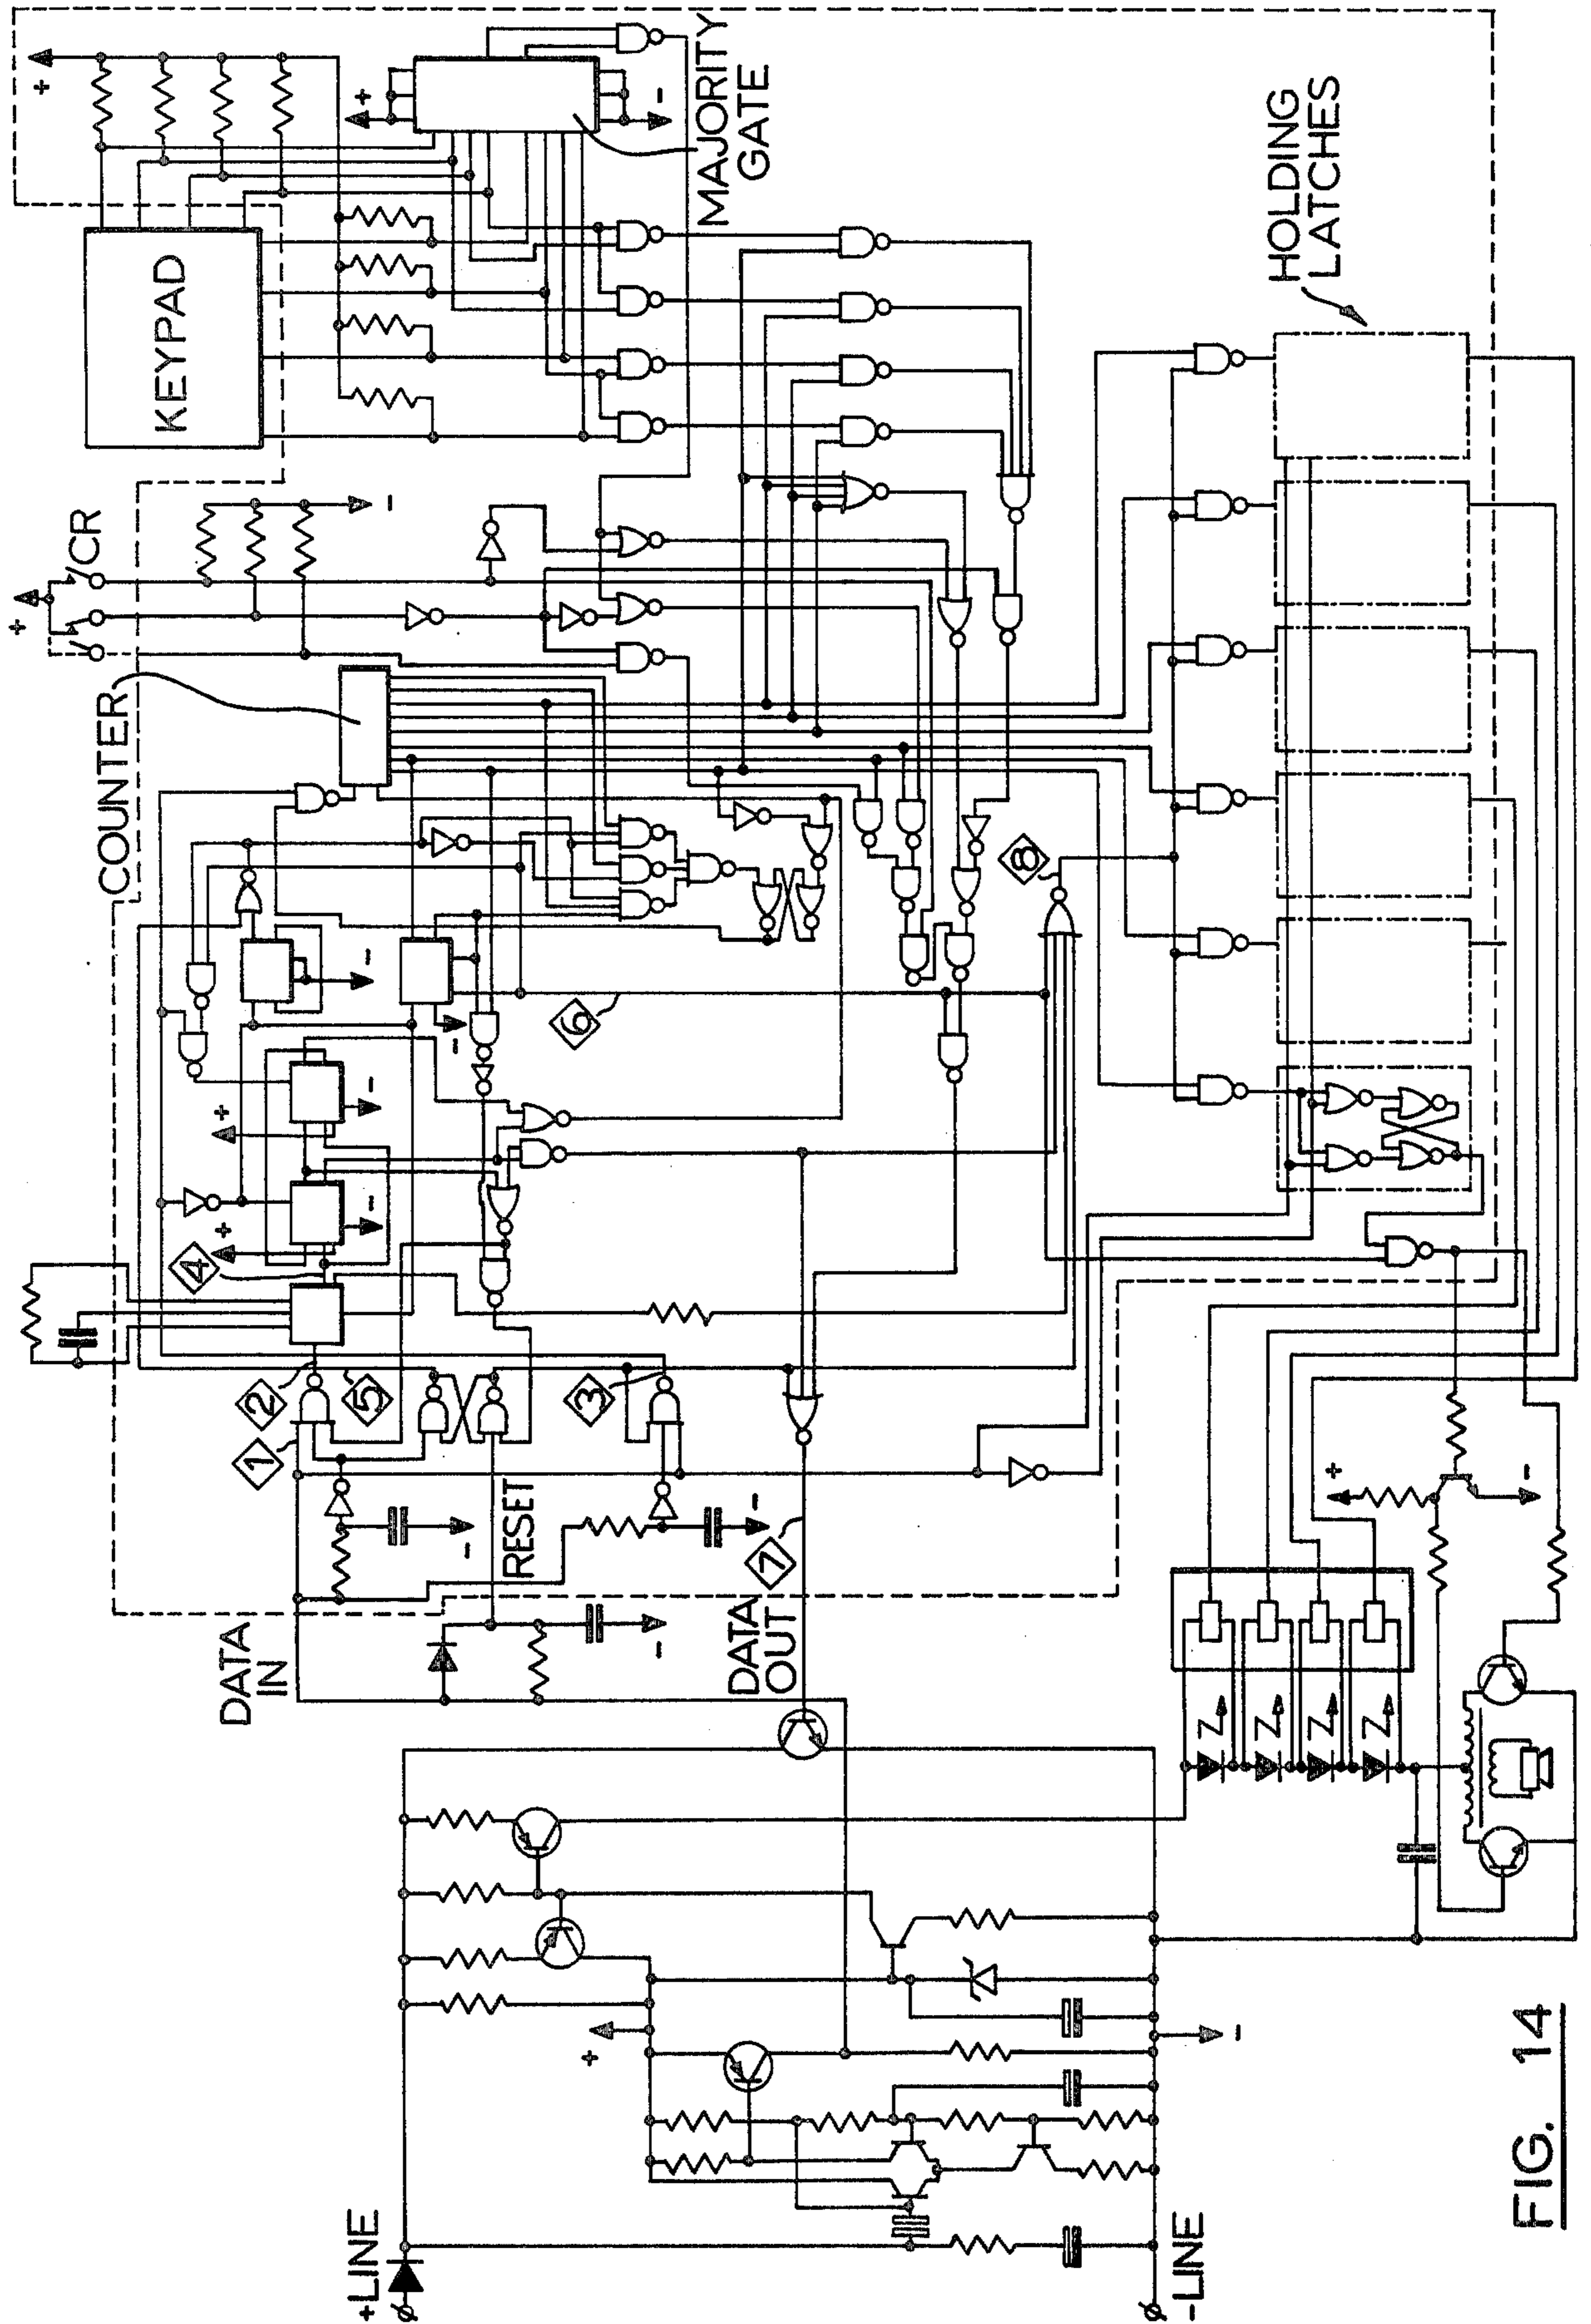 KEYPAD
+
+
MAJORITY
GATE
-
+
CR
-
COUNTER
HOLDING
LATCHES
-
-
+
-
+
-
4
6
8
2
5
1
3
RESET
-
-
7
DATA
IN
DATA
OUT
-
+
-
+LINE
+
-
-LINE
FIG. 14